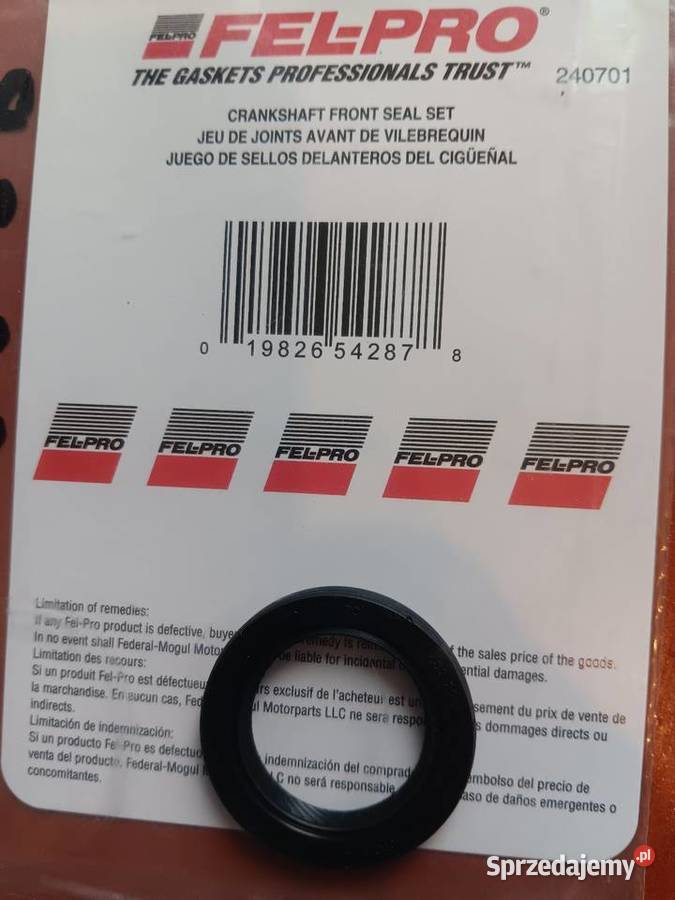 FEL-PRO
FEL-PRO®
THE GASKETS PROFESSIONALS TRUST™ 240701
CRANKSHAFT FRONT SEAL SET
JEU DE JOINTS AVANT DE VILEBREQUIN
JUEGO DE SELLOS DELANTEROS DEL CIGÜEÑAL
0 19826 54287 8
FEL-PRO FEL-PRO FEL-PRO FEL-PRO FEL-PRO
Limitation of remedies:
If any Fel-Pro product is defective, buye remedy is f the sales price of the goods.
In no event shall Federal-Mogul Moto be liable for incidental ential damages.
Limitation des recours:
Si un produit Fel-Pro est défectueu rs exclusif de l'acheteur est un sement du prix de vente de
la marchandise. En aucun cas, Fed ul Motorparts LLC ne sera respo s dommages directs ou
indirects.
Limitación de indemnización:
Si un producto Fel-Pro es defectuo indemnización del comprad embolso del precio de
venta del producto. Federal-Mogul LC no será responsable aso de daños emergentes o
concomitantes.
Sprzedajemy.pl